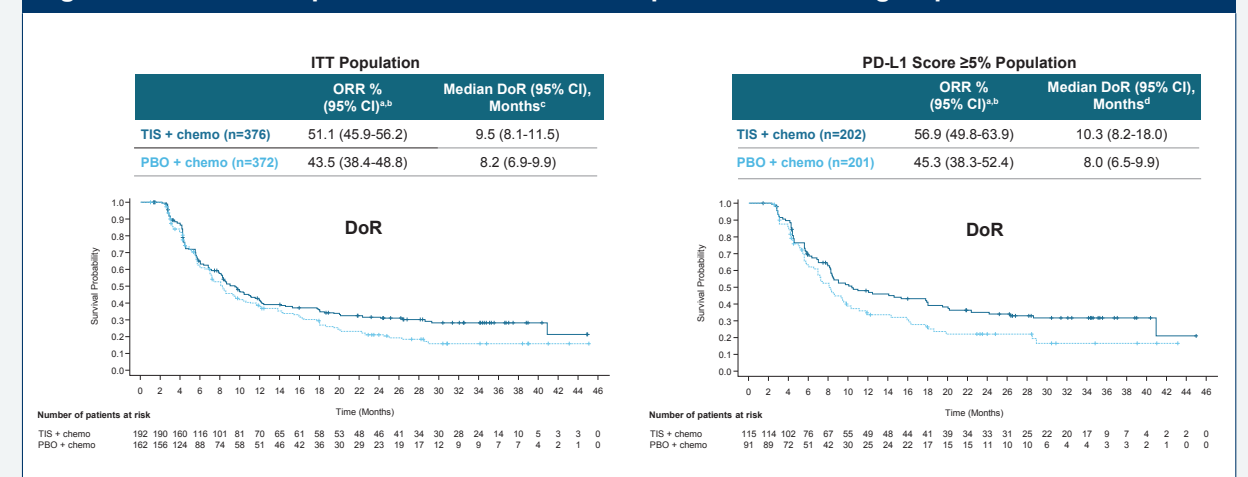 ITT Population
ORR %
(95% CI)a,b
Median DoR (95% CI),
Monthsc
TIS + chemo (n=376) 51.1 (45.9-56.2) 9.5 (8.1-11.5)
PBO + chemo (n=372) 43.5 (38.4-48.8) 8.2 (6.9-9.9)
DoR
Survival Probability
1.0
0.9
0.8
0.7
0.6
0.5
0.4
0.3
0.2
0.1
0.0
0 2 4 6 8 10 12 14 16 18 20 22 24 26 28 30 32 34 36 38 40 42 44 46
Time (Months)
Number of patients at risk
TIS + chemo 192 190 160 116 101 81 70 65 61 58 53 48 46 41 34 30 28 24 14 10 5 3 3 0
PBO + chemo 162 156 124 88 74 58 51 46 42 36 30 29 23 19 17 12 9 9 7 7 4 2 1 0
PD-L1 Score ≥5% Population
ORR %
(95% CI)a,b
Median DoR (95% CI),
Monthsd
TIS + chemo (n=202) 56.9 (49.8-63.9) 10.3 (8.2-18.0)
PBO + chemo (n=201) 45.3 (38.3-52.4) 8.0 (6.5-9.9)
DoR
Survival Probability
1.0
0.9
0.8
0.7
0.6
0.5
0.4
0.3
0.2
0.1
0.0
0 2 4 6 8 10 12 14 16 18 20 22 24 26 28 30 32 34 36 38 40 42 44 46
Time (Months)
Number of patients at risk
TIS + chemo 115 114 102 76 67 55 49 48 44 41 39 34 33 31 25 22 20 17 9 7 4 2 2 0
PBO + chemo 91 89 72 51 42 30 25 24 22 17 15 15 11 10 10 6 4 4 3 3 2 1 0 0